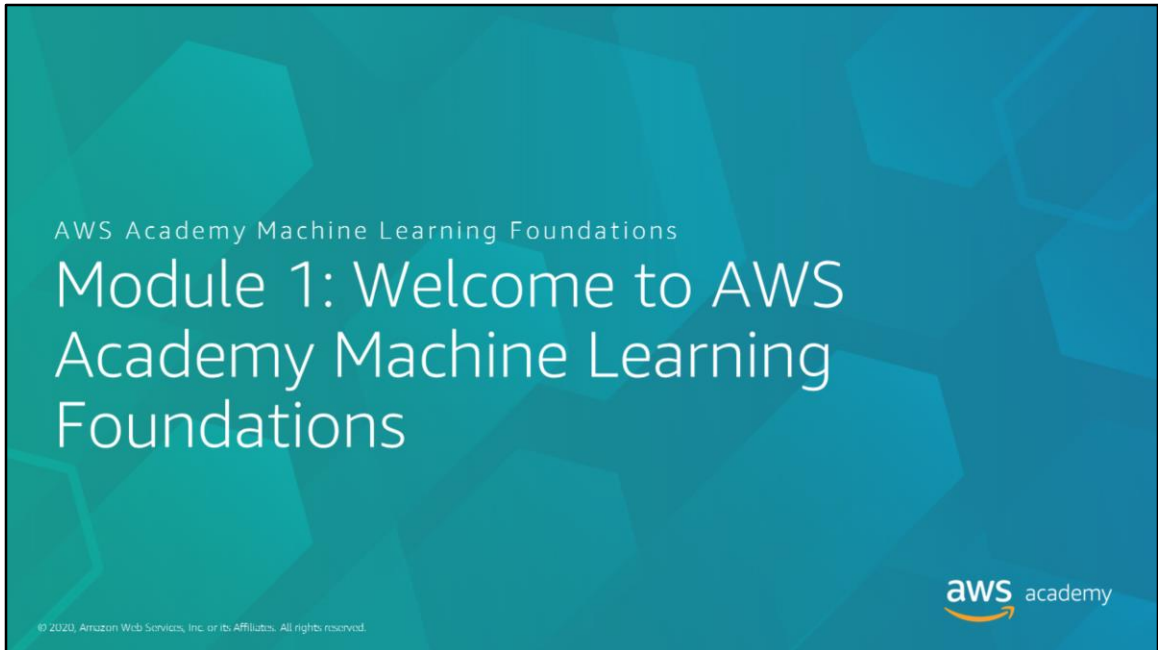 AWS Academy Machine Learning Foundations
Module 1: Welcome to AWS
Academy Machine Learning
Foundations
aws academy
© 2020, Amazon Web Services, Inc. or its Affiliates. All rights reserved.